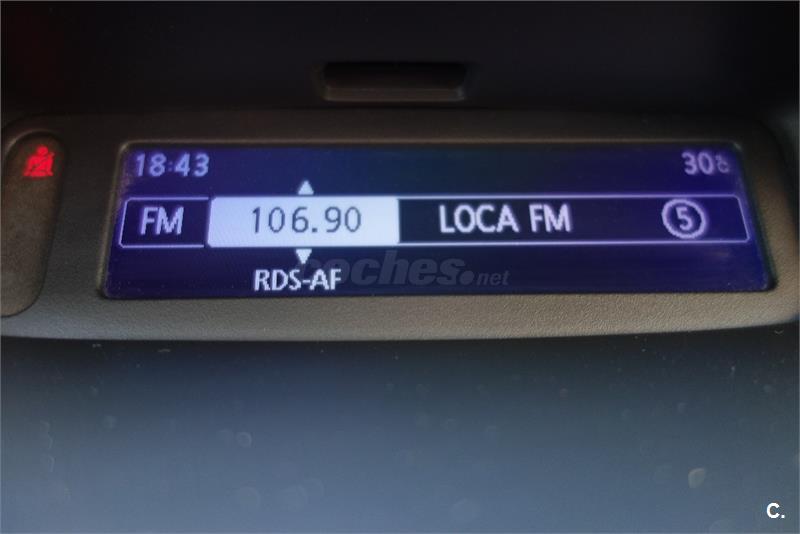 18:43 30°
FM 106.90 LOCA FM 5
RDS-AF
coches.net
C.